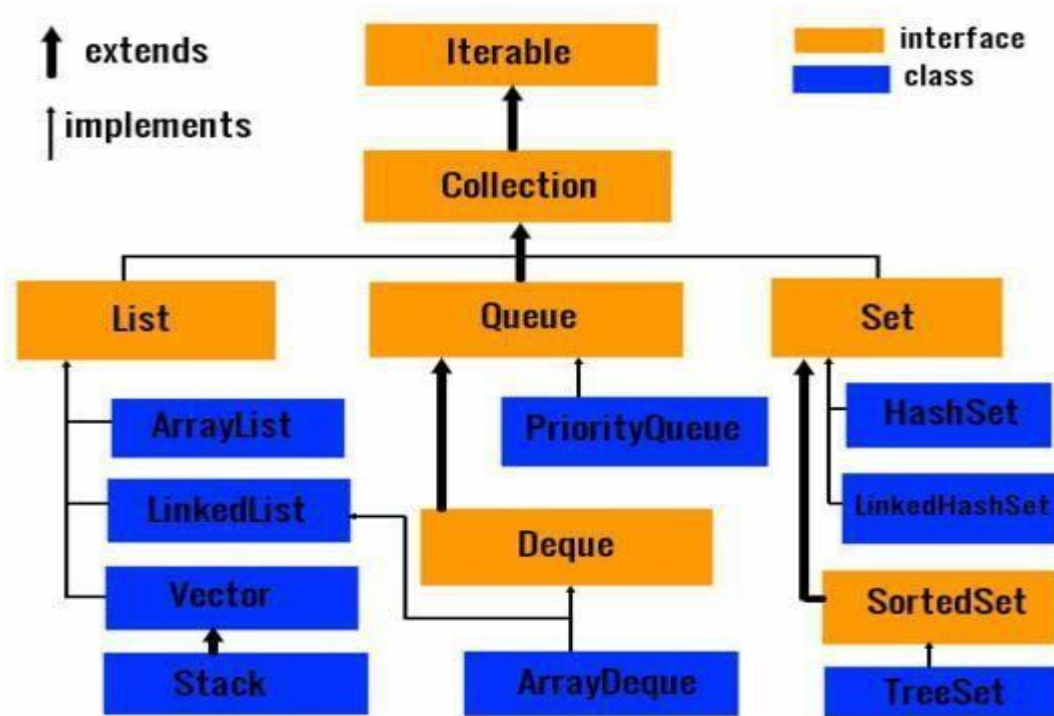 extends
implements
interface
class
Iterable
Collection
List
Queue
Set
ArrayList
PriorityQueue
HashSet
LinkedList
LinkedHashSet
Deque
Vector
SortedSet
Stack
ArrayDeque
TreeSet